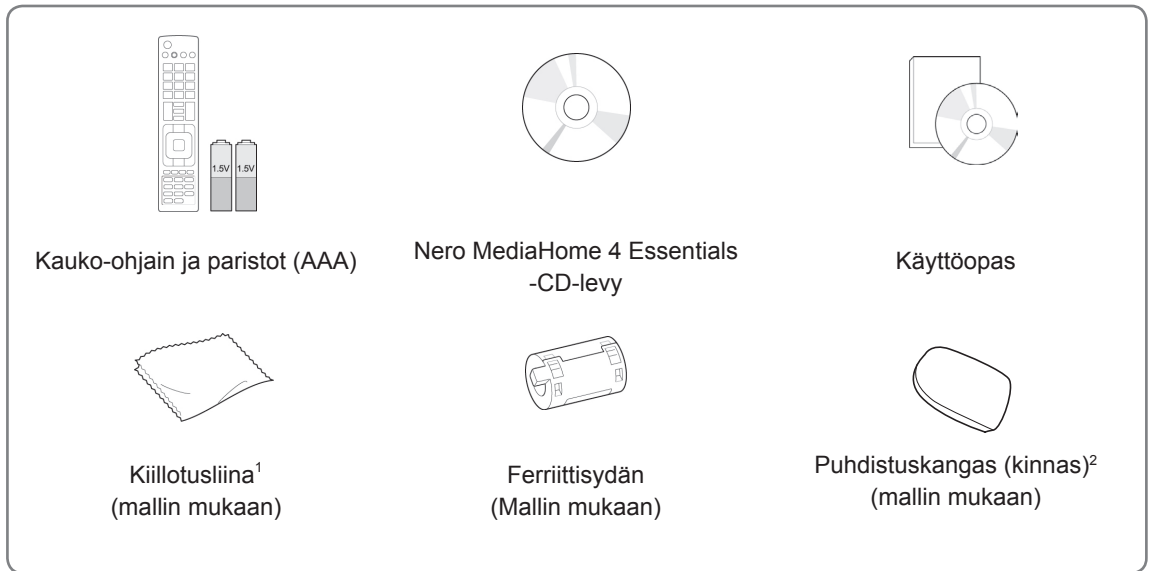 1.5V 1.5V
Kauko-ohjain ja paristot (AAA)
Nero MediaHome 4 Essentials
-CD-levy
Käyttöopas
Kiillotusliina¹
(mallin mukaan)
Ferriittisydän
(Mallin mukaan)
Puhdistuskangas (kinnas)²
(mallin mukaan)